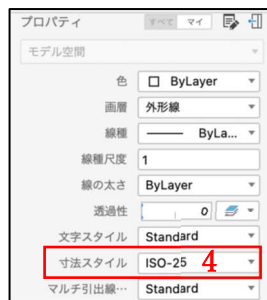 プロパティ
すべて マイ
モデル空間
色 ByLayer
画層 外形線
線種 ByLa...
線種尺度 1
線の太さ ByLayer
透過性 0
文字スタイル Standard
寸法スタイル ISO-25 4
マルチ引出線… Standard